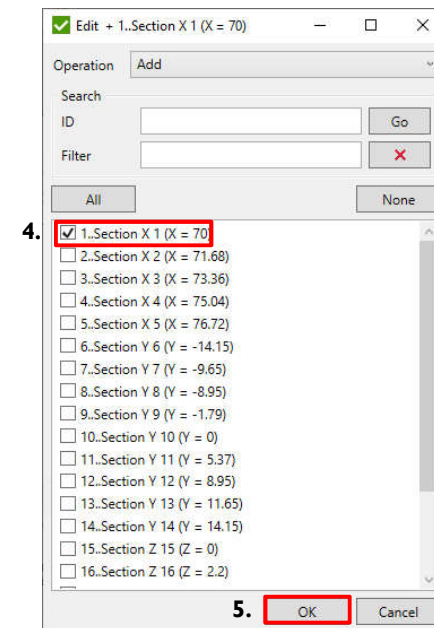 Edit + 1..Section X 1 (X = 70)
Operation Add
Search
ID Go
Filter
All None
4. 1..Section X 1 (X = 70)
2..Section X 2 (X = 71.68)
3..Section X 3 (X = 73.36)
4..Section X 4 (X = 75.04)
5..Section X 5 (X = 76.72)
6..Section Y 6 (Y = -14.15)
7..Section Y 7 (Y = -9.65)
8..Section Y 8 (Y = -8.95)
9..Section Y 9 (Y = -1.79)
10..Section Y 10 (Y = 0)
11..Section Y 11 (Y = 5.37)
12..Section Y 12 (Y = 8.95)
13..Section Y 13 (Y = 11.65)
14..Section Y 14 (Y = 14.15)
15..Section Z 15 (Z = 0)
16..Section Z 16 (Z = 2.2)
5. OK Cancel